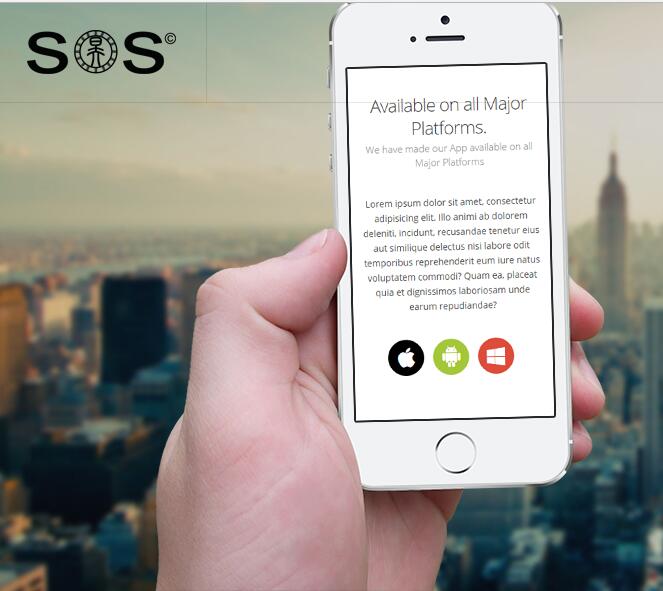 SOS©
Available on all Major
Platforms.
We have made our App available on all
Major Platforms
Lorem ipsum dolor sit amet, consectetur
adipisicing elit. Illo animi ab dolorem
deleniti, incidunt, recusandae tenetur eius
aut similique delectus nisi labore odit
temporibus reprehenderit eum iure natus
voluptatem commodi? Quam ea, placeat
quia et dignissimos laboriosam unde
earum repudiandae?